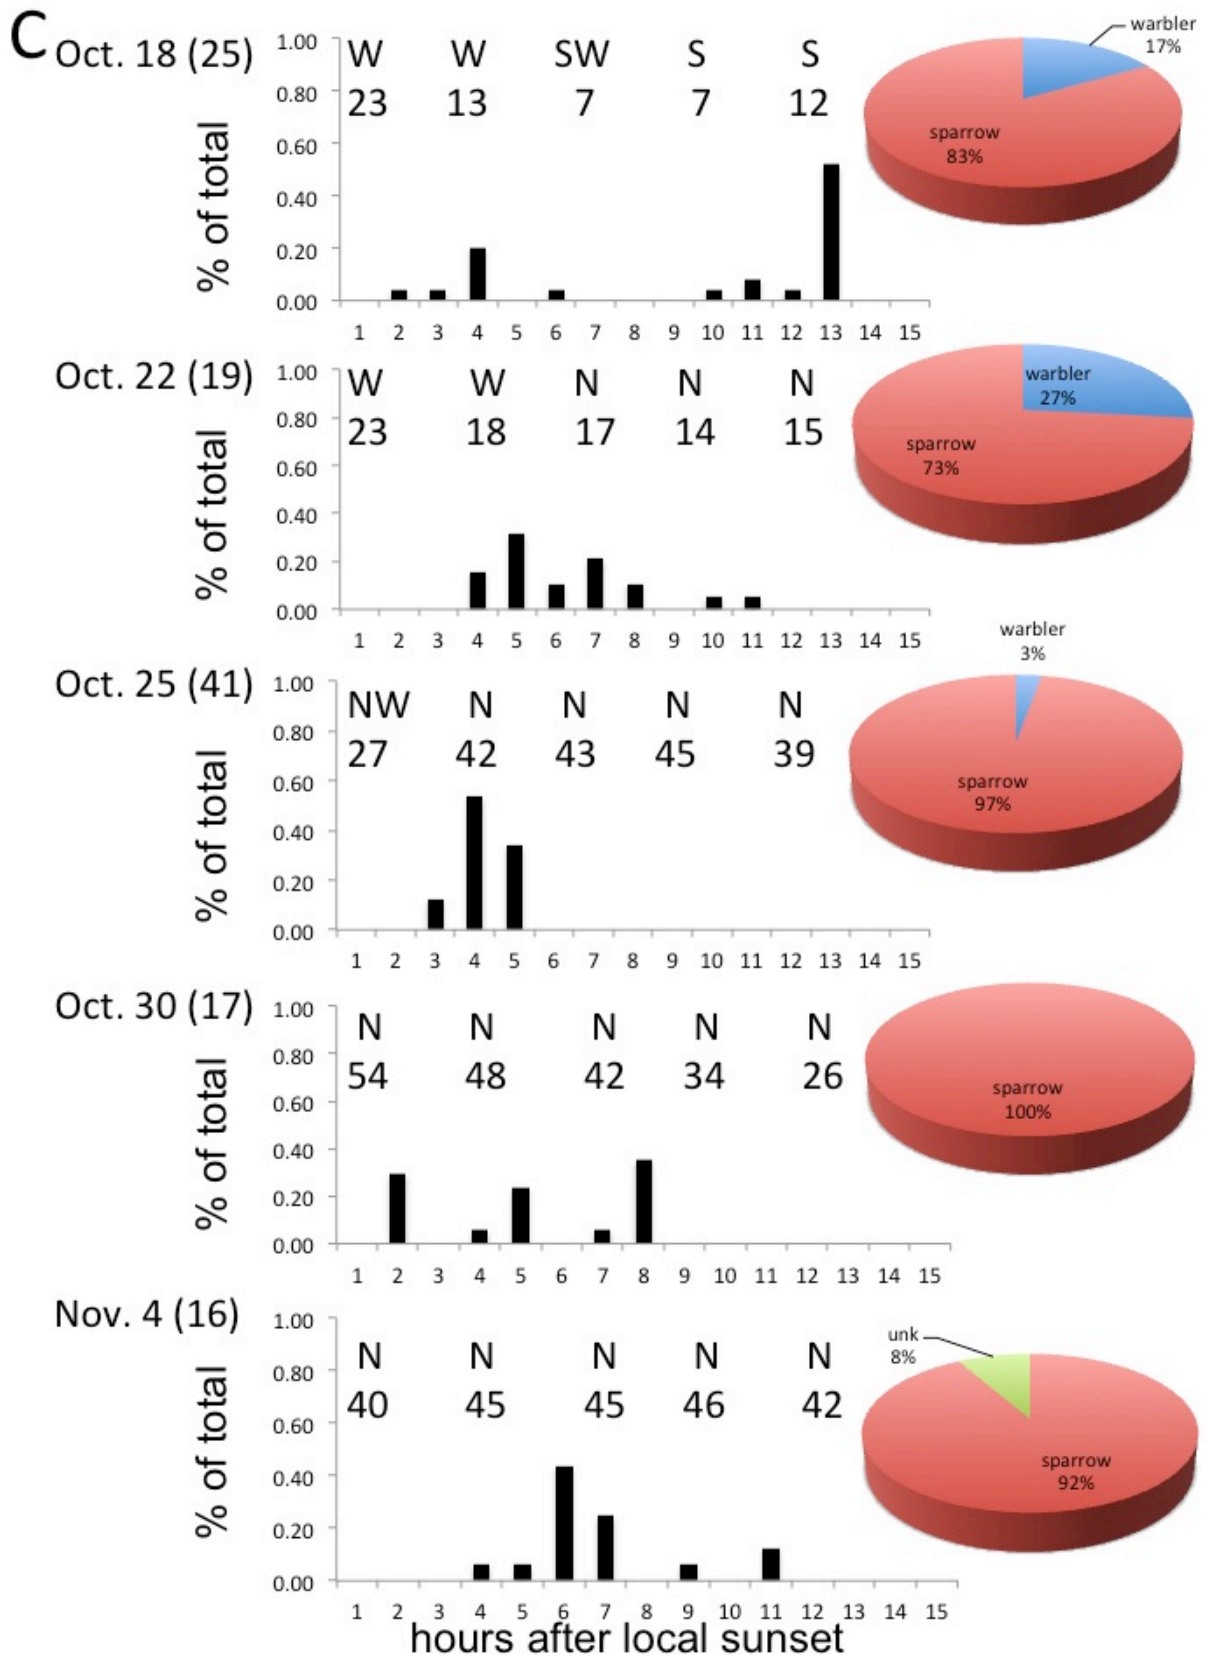 C
Oct. 18 (25)
% of total
1.00
0.80
0.60
0.40
0.20
0.00
W W SW S S
23 13 7 7 12
1 2 3 4 5 6 7 8 9 10 11 12 13 14 15
warbler
17%
sparrow
83%
Oct. 22 (19)
% of total
1.00
0.80
0.60
0.40
0.20
0.00
W W N N N
23 18 17 14 15
1 2 3 4 5 6 7 8 9 10 11 12 13 14 15
warbler
27%
sparrow
73%
Oct. 25 (41)
% of total
1.00
0.80
0.60
0.40
0.20
0.00
NW N N N N
27 42 43 45 39
1 2 3 4 5 6 7 8 9 10 11 12 13 14 15
warbler
3%
sparrow
97%
Oct. 30 (17)
% of total
1.00
0.80
0.60
0.40
0.20
0.00
N N N N N
54 48 42 34 26
1 2 3 4 5 6 7 8 9 10 11 12 13 14 15
sparrow
100%
Nov. 4 (16)
% of total
1.00
0.80
0.60
0.40
0.20
0.00
N N N N N
40 45 45 46 42
1 2 3 4 5 6 7 8 9 10 11 12 13 14 15
unk
8%
sparrow
92%
hours after local sunset